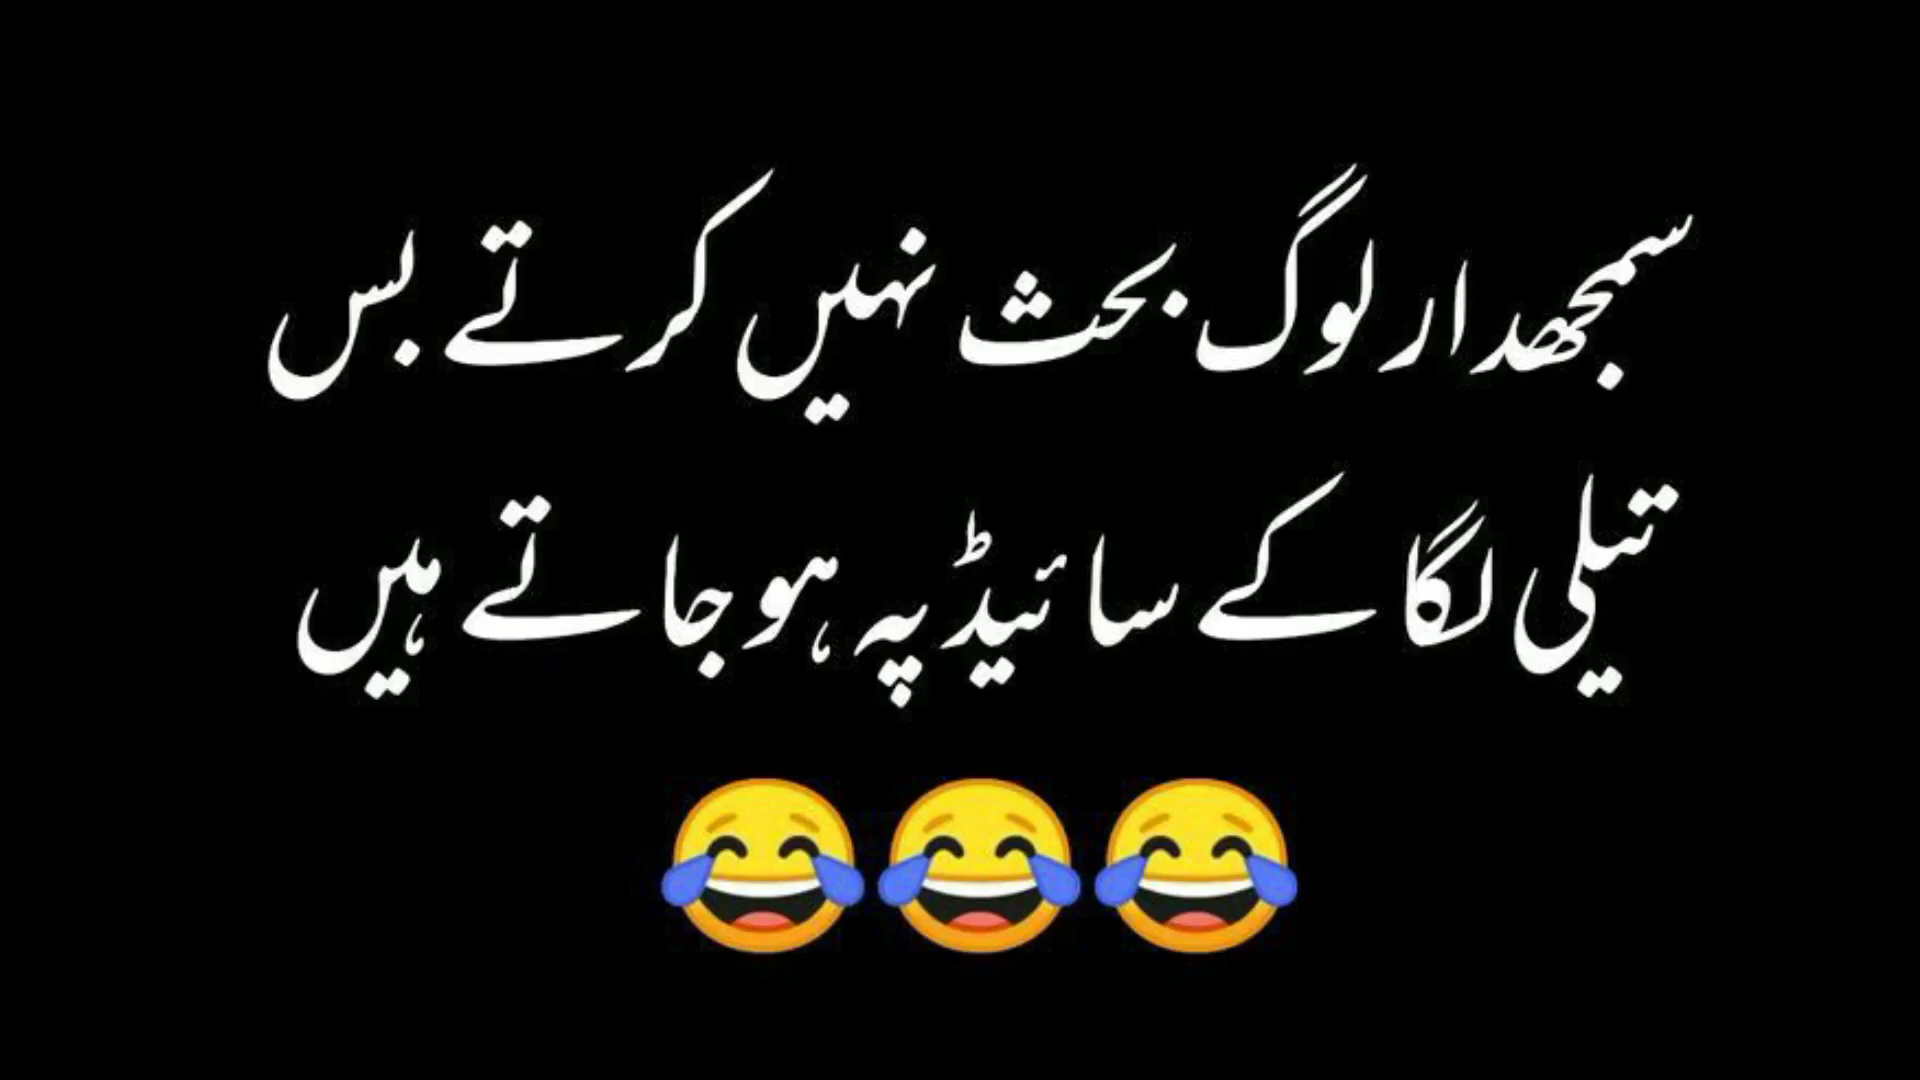 سمجھدار لوگ بحث نہیں کرتے بس
تیلی لگا کے سائیڈ پہ ہو جاتے ہیں
😂😂😂